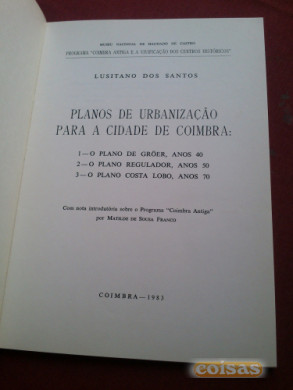 MUSEU NACIONAL DE MACHADO DE CASTRO
PROGRAMA "COIMBRA ANTIGA E A VIVIFICAÇÃO DOS CENTROS HISTÓRICOS"
LUSITANO DOS SANTOS
PLANOS DE URBANIZAÇÃO
PARA A CIDADE DE COIMBRA:
1 — O PLANO DE GRÖER, ANOS 40
2 — O PLANO REGULADOR, ANOS 50
3 — O PLANO COSTA LOBO, ANOS 70
Com nota introdutória sobre o Programa "Coimbra Antiga"
por MATILDE DE SOUSA FRANCO
COIMBRA — 1983
coisas